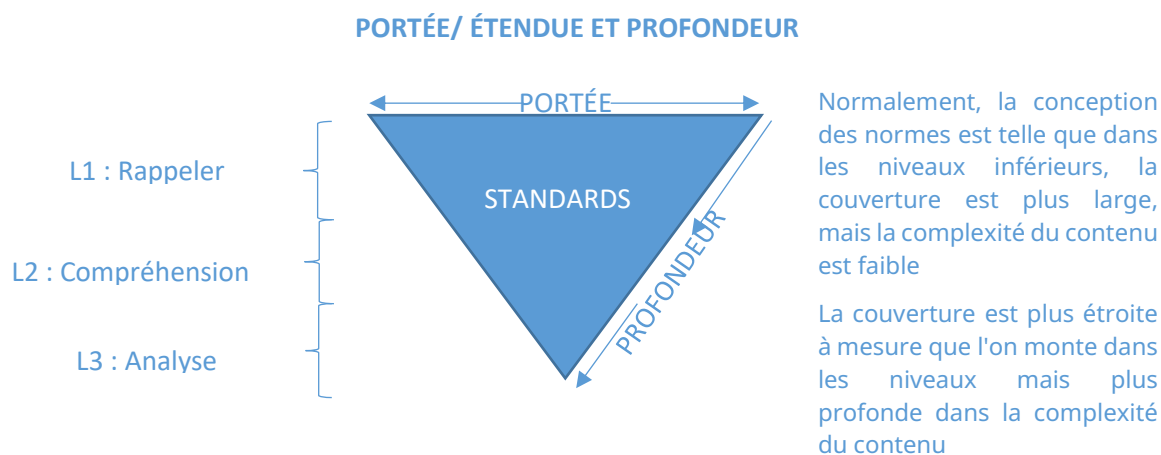 PORTÉE/ ÉTENDUE ET PROFONDEUR
PORTÉE
STANDARDS
PROFONDEUR
L1 : Rappeler
L2 : Compréhension
L3 : Analyse
Normalement, la conception
des normes est telle que dans
les niveaux inférieurs, la
couverture est plus large,
mais la complexité du contenu
est faible
La couverture est plus étroite
à mesure que l'on monte dans
les niveaux mais plus
profonde dans la complexité
du contenu